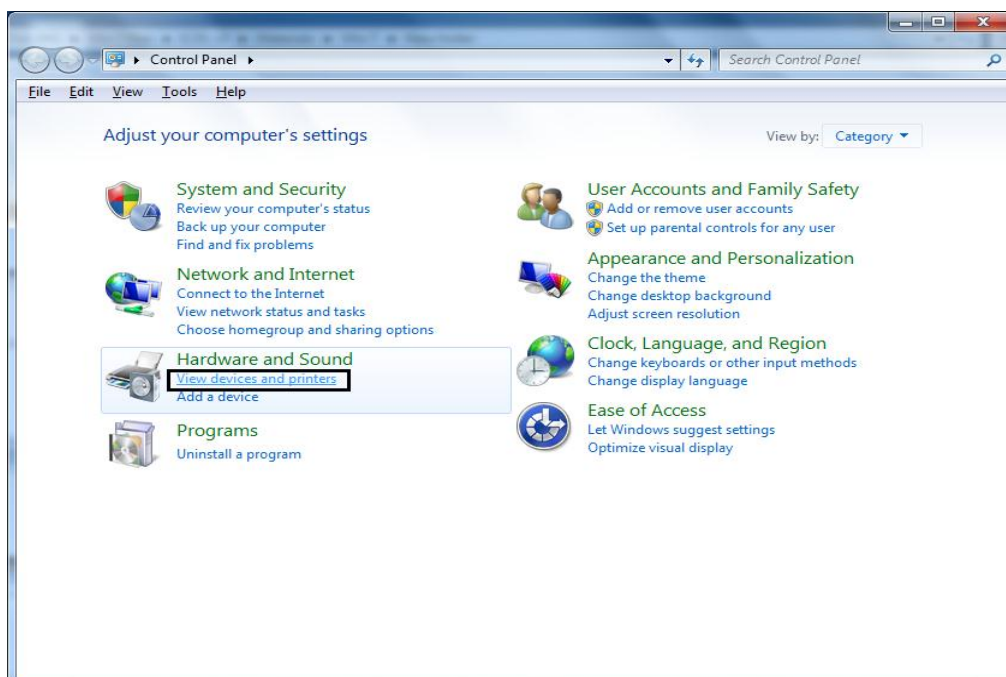 Control Panel
Search Control Panel
File Edit View Tools Help
Adjust your computer's settings
View by: Category
System and Security
Review your computer's status
Back up your computer
Find and fix problems
Network and Internet
Connect to the Internet
View network status and tasks
Choose homegroup and sharing options
Hardware and Sound
View devices and printers
Add a device
Programs
Uninstall a program
User Accounts and Family Safety
Add or remove user accounts
Set up parental controls for any user
Appearance and Personalization
Change the theme
Change desktop background
Adjust screen resolution
Clock, Language, and Region
Change keyboards or other input methods
Change display language
Ease of Access
Let Windows suggest settings
Optimize visual display